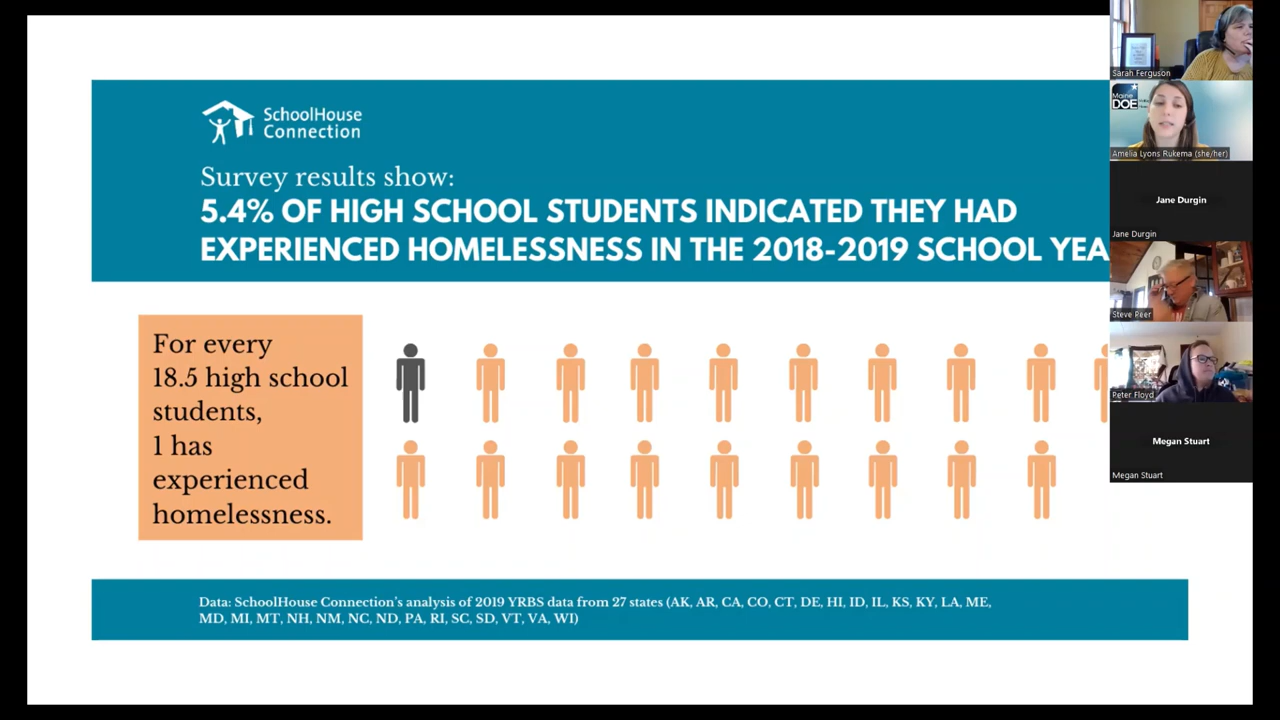 SchoolHouse
Connection
Survey results show:
5.4% OF HIGH SCHOOL STUDENTS INDICATED THEY HAD
EXPERIENCED HOMELESSNESS IN THE 2018-2019 SCHOOL YEA
For every
18.5 high school
students,
1 has
experienced
homelessness.
Data: SchoolHouse Connection's analysis of 2019 YRBS data from 27 states (AK, AR, CA, CO, CT, DE, HI, ID, IL, KS, KY, LA, ME,
MD, MI, MT, NH, NM, NC, ND, PA, RI, SC, SD, VT, VA, WI)
Sarah Ferguson
Maine
DOE
Amelia Lyons Rukema (she/her)
Jane Durgin
Jane Durgin
Steve Peer
Peter Floyd
Megan Stuart
Megan Stuart